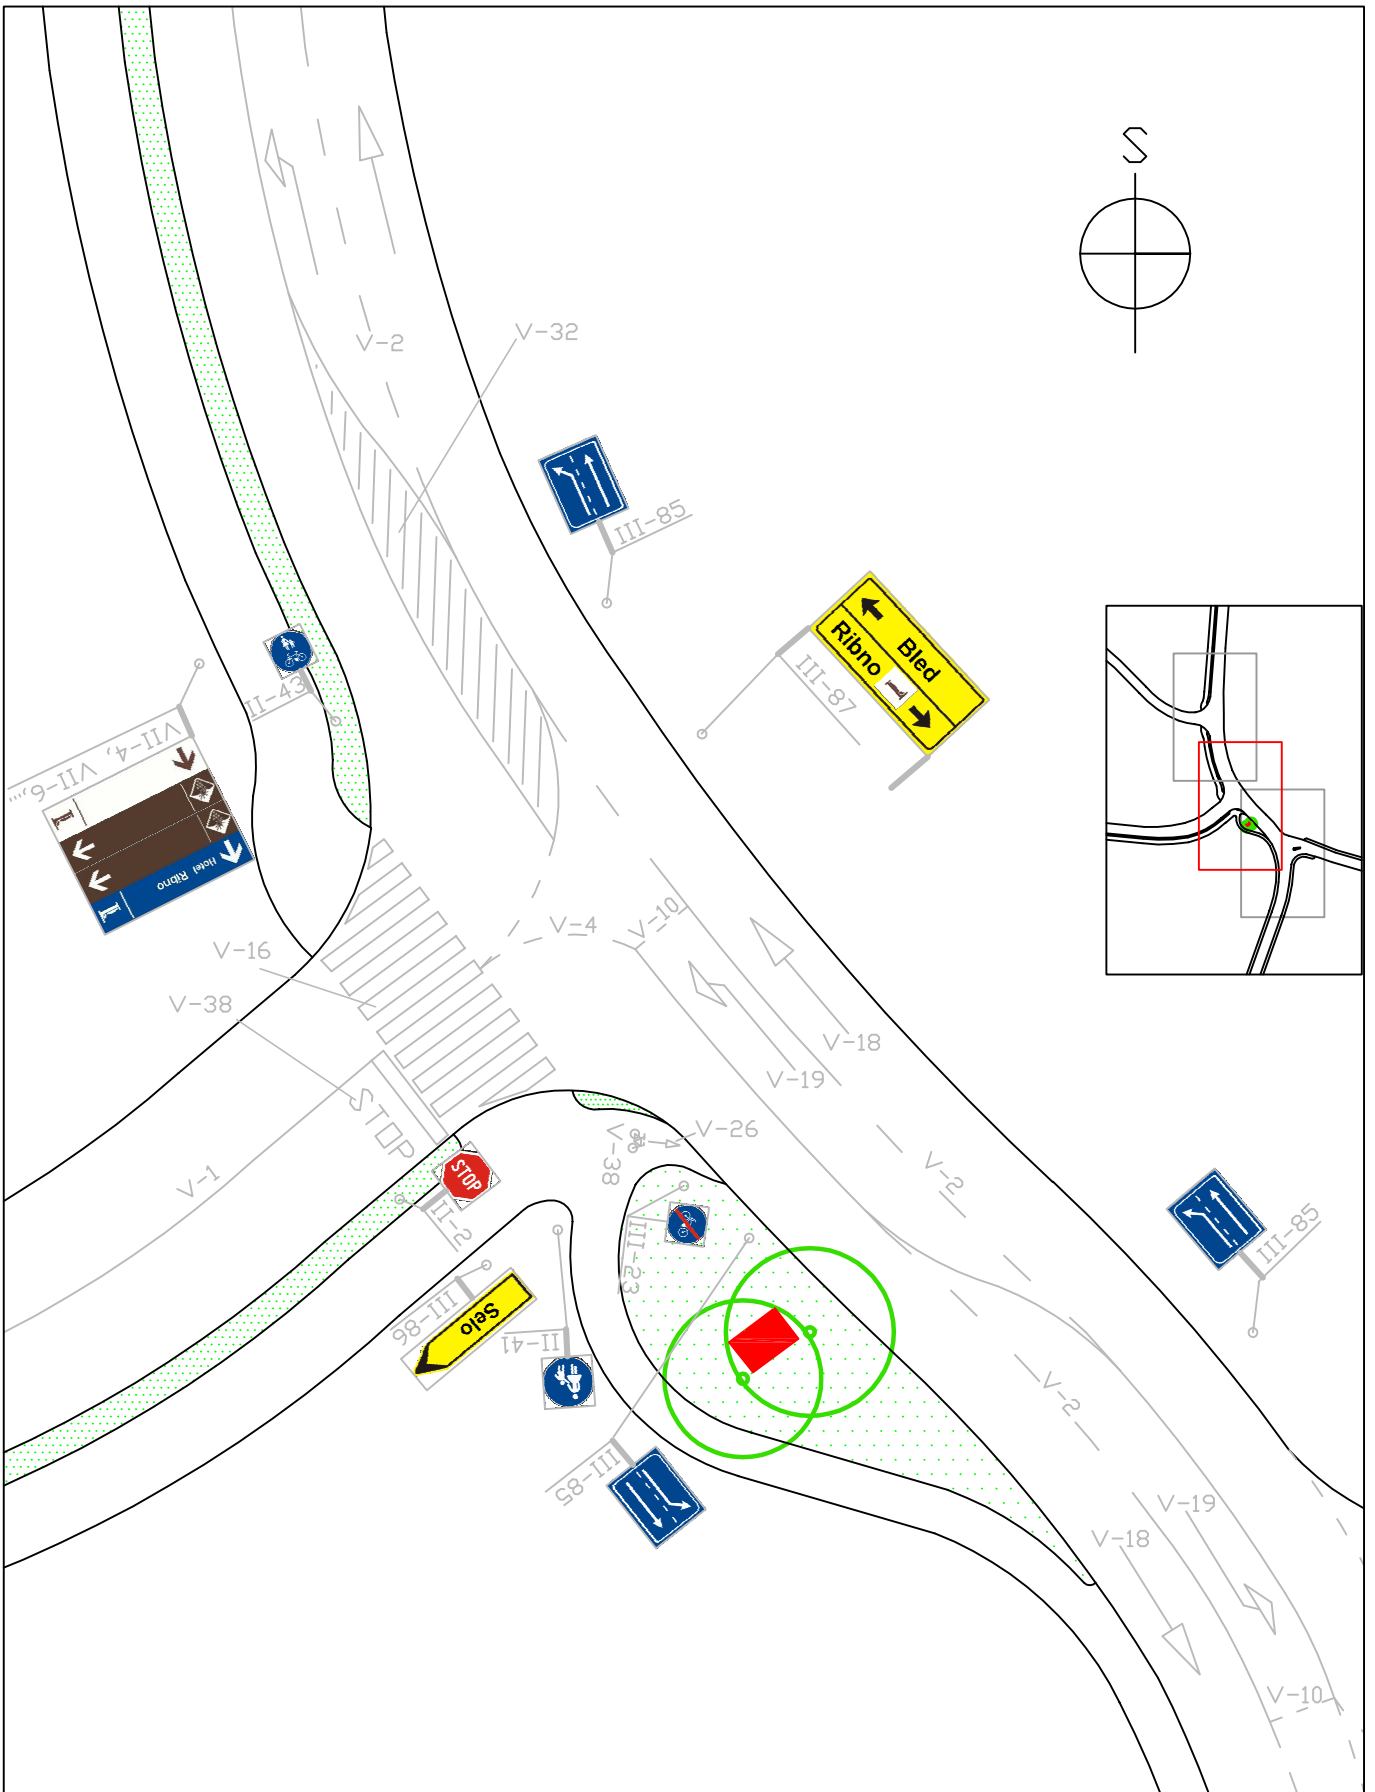 S
V-32
V-2
III-85
Bled
Ribno
III-87
II-43
VII-4, VII-6,...
Hotel Ribno
V-4
V-10
V-16
V-38
V-18
V-19
STOP
V-26
V-38
V-1
STOP
II-2
V-2
III-85
III-23
III-86
Selo
II-41
V-2
III-85
V-19
V-18
V-10